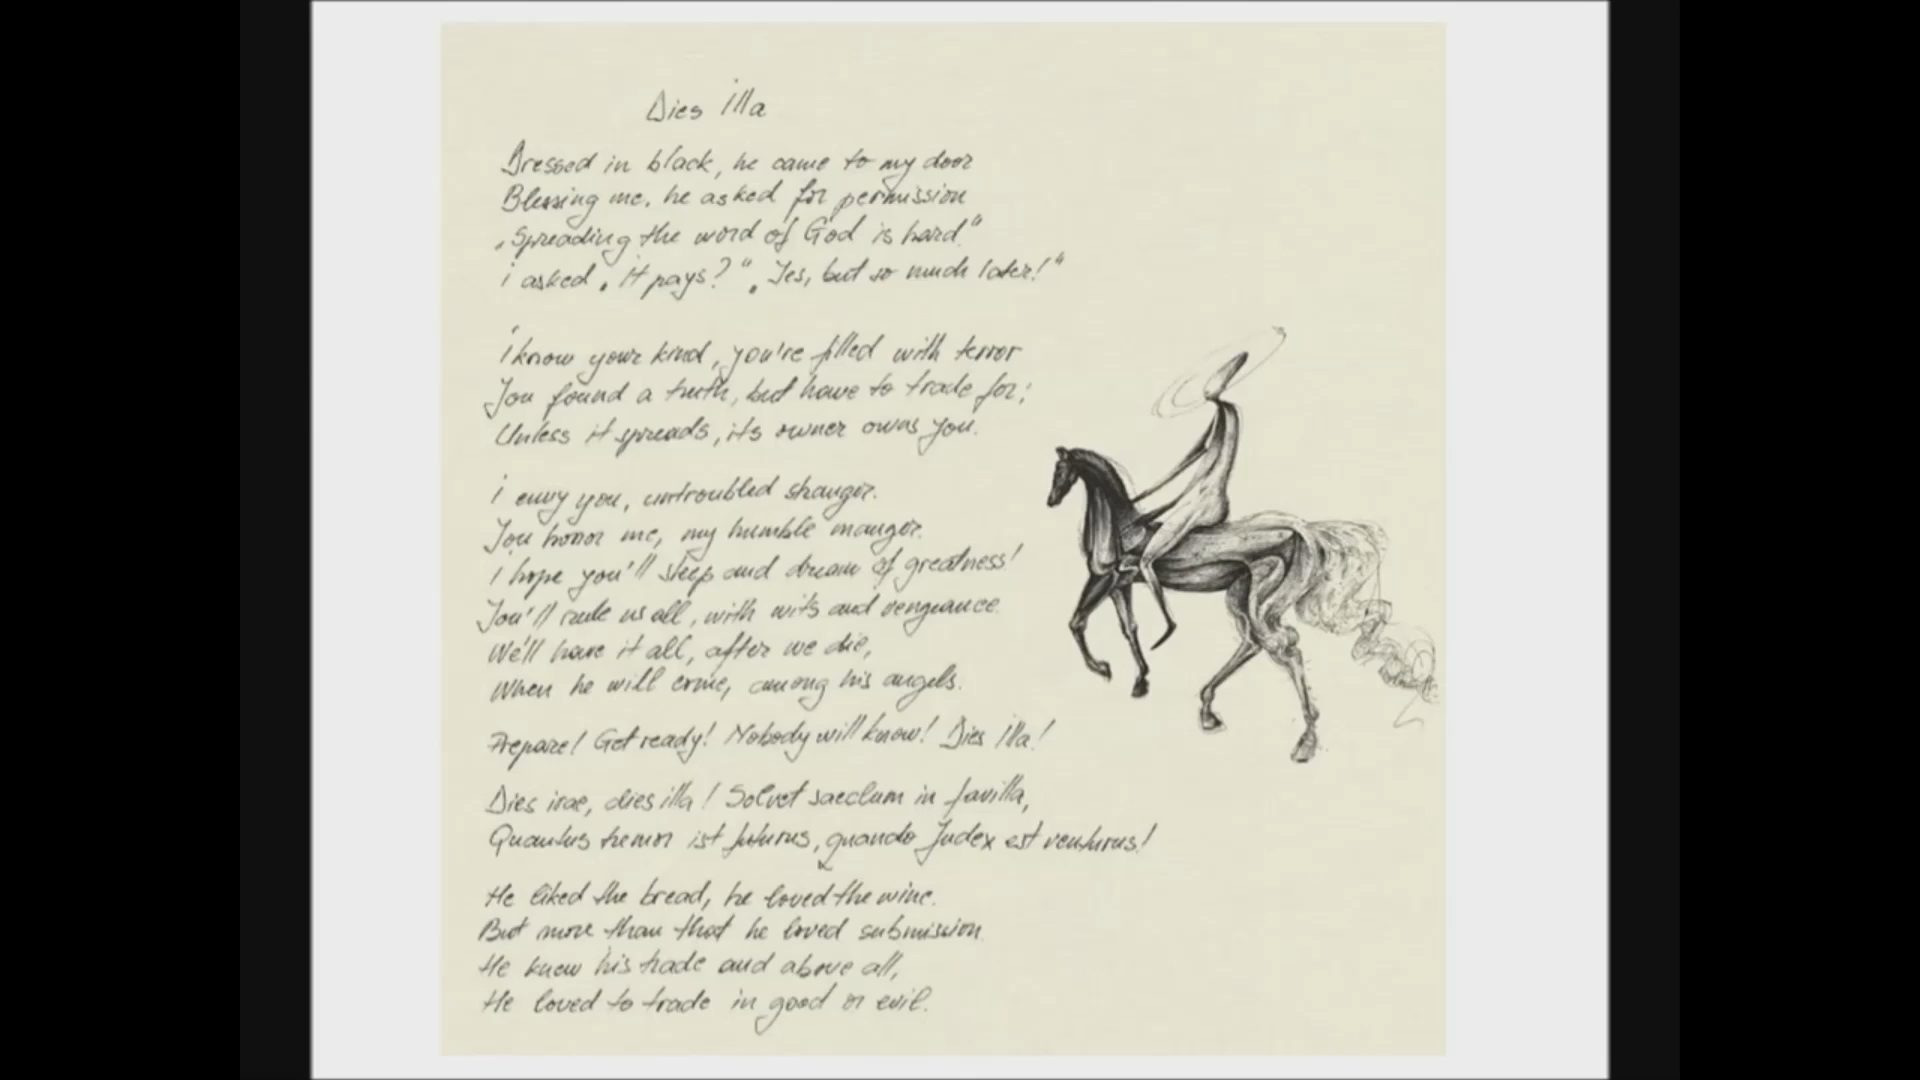 Dies illa
Dressed in black, he came to my door
Blessing me, he asked for permission
„Spreading the word of God is hard."
i asked „it pays?" „Yes, but so much later!"
i know your kind, you're filled with terror
You found a truth, but have to trade for;
Unless it spreads, its owner owns you.
i envy you, untroubled stranger.
You honor me, my humble manger.
i hope you'll sleep and dream of greatness!
You'll rule us all, with wits and vengeance
We'll have it all, after we die,
When he will come, among his angels.
Prepare! Get ready! Nobody will know! Dies illa!
Dies irae, dies illa! Solvet saeclum in favilla,
Quantus tremor ist futurus, quando Judex est venturus!
He liked the bread, he loved the wine.
But more than that he loved submission
He knew his trade and above all,
He loved to trade in good or evil.